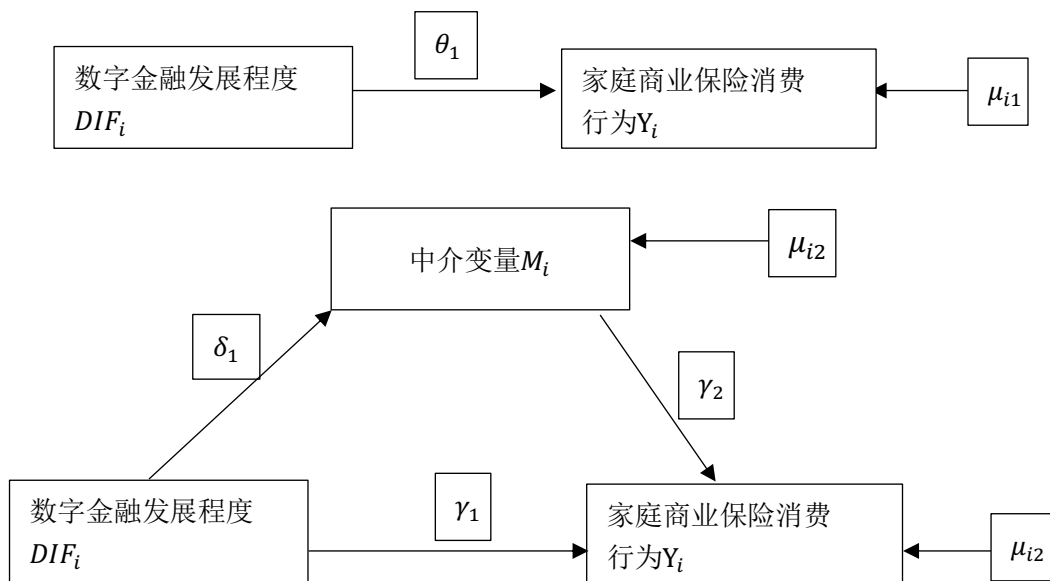 θ₁
数字金融发展程度
DIFᵢ
家庭商业保险消费
行为Yᵢ
μᵢ₁
中介变量Mᵢ
μᵢ₂
δ₁
γ₂
数字金融发展程度
DIFᵢ
γ₁
家庭商业保险消费
行为Yᵢ
μᵢ₂